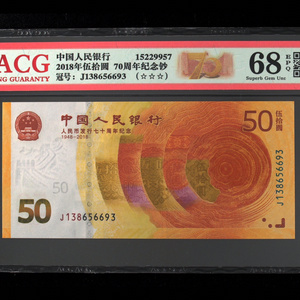 ACG
NG GUARANTY
中国人民银行 15229957
2018年伍拾圓 70周年纪念钞
冠号: J138656693 (☆☆☆)
70
68 EPQ
Superb Gem Unc
中国人民银行
人民币发行七十周年纪念
1948-2018
50
伍拾圆
50
J138656693
J138656693